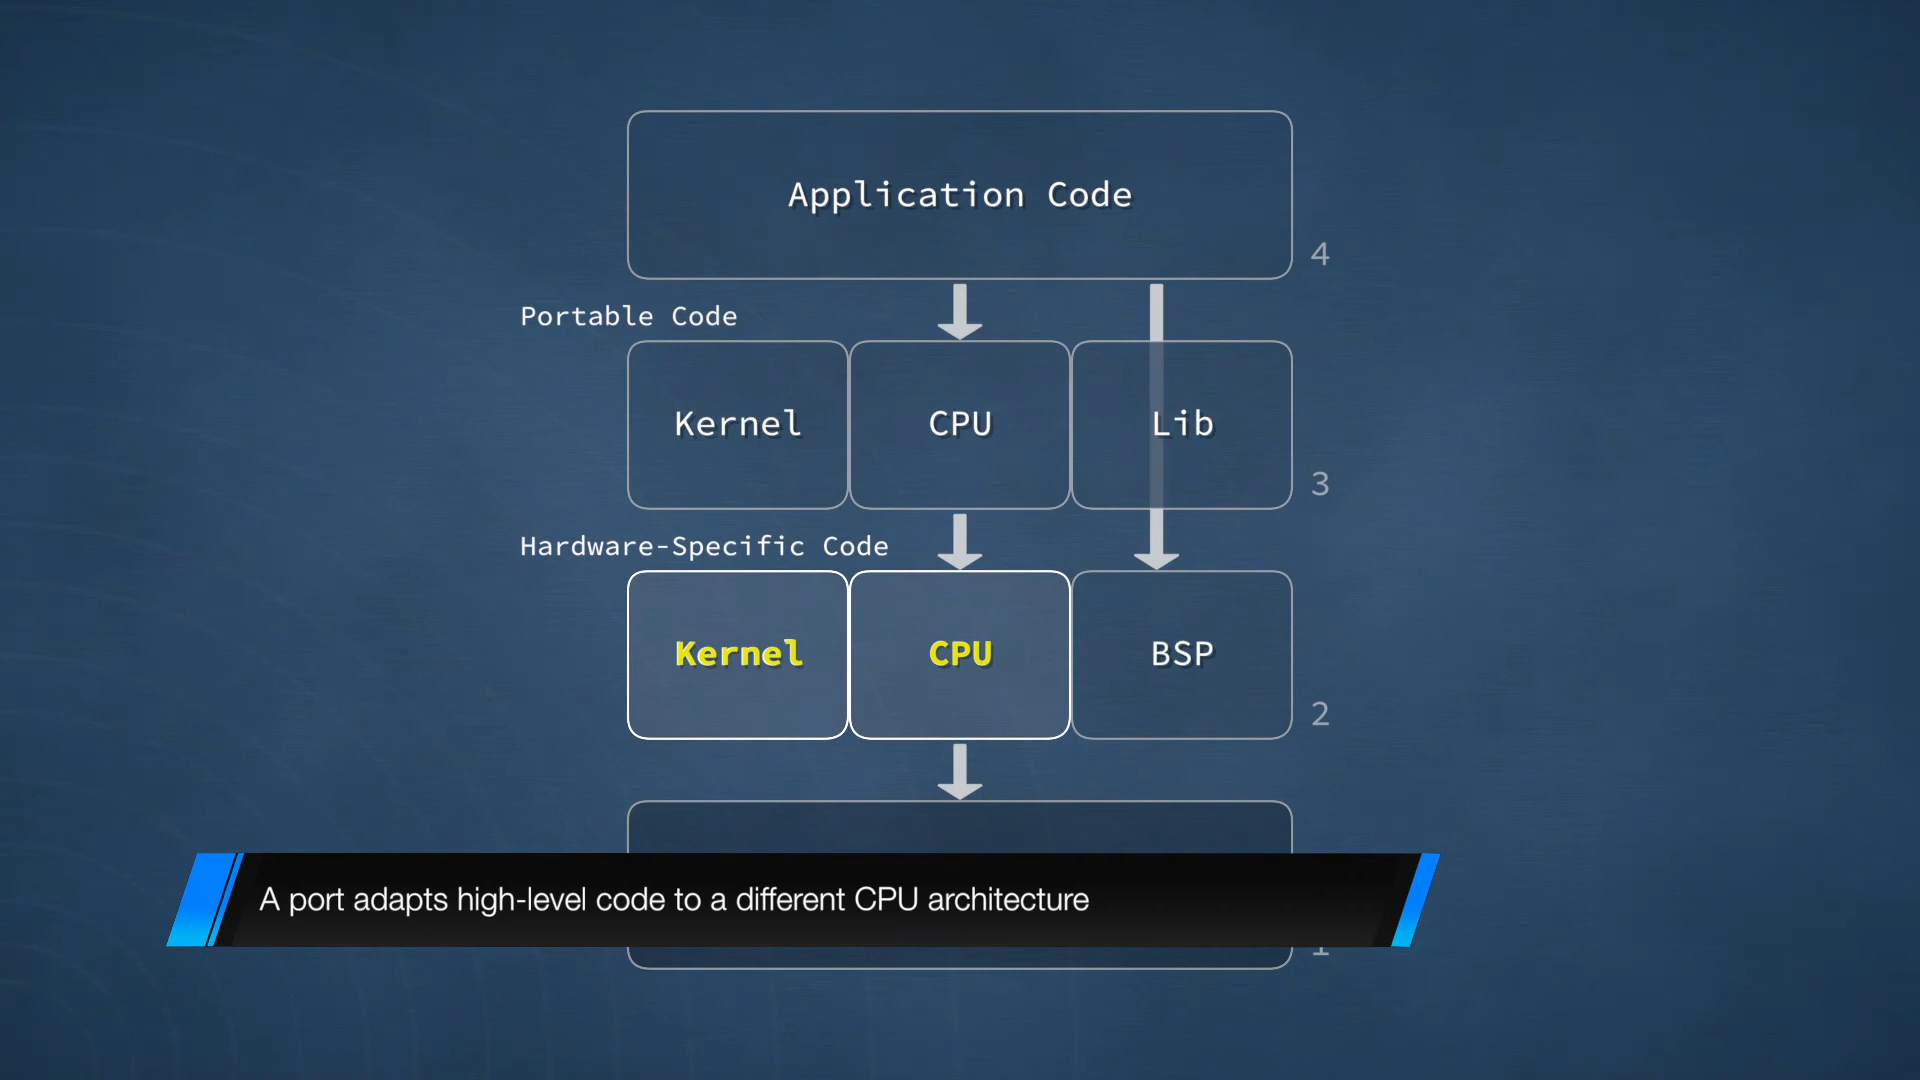 Application Code
4
Portable Code
Kernel
CPU
Lib
3
Hardware-Specific Code
Kernel
CPU
BSP
2
A port adapts high-level code to a different CPU architecture
1